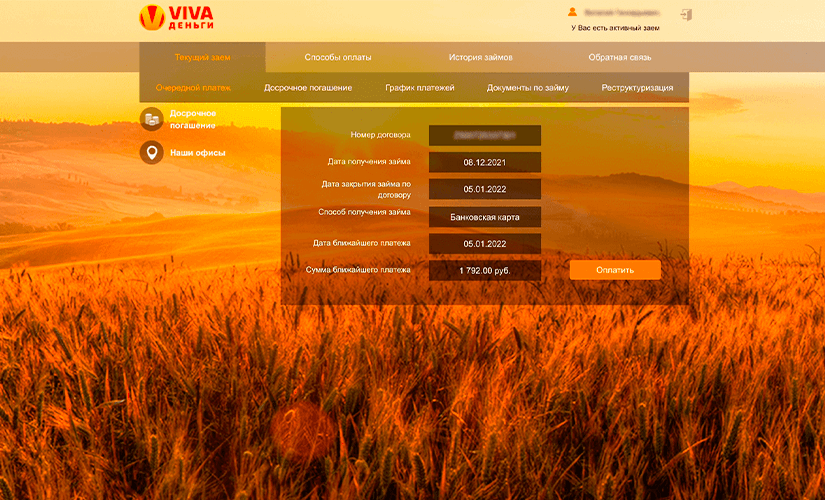 VIVA
ДЕНЬГИ
У Вас есть активный заем
Текущий заем
Способы оплаты
История займов
Обратная связь
Очередной платеж
Досрочное погашение
График платежей
Документы по займу
Реструктуризация
Досрочное
погашение
Наши офисы
Номер договора
Дата получения займа
08.12.2021
Дата закрытия займа по
договору
05.01.2022
Способ получения займа
Банковская карта
Дата ближайшего платежа
05.01.2022
Сумма ближайшего платежа
1 792.00 руб.
Оплатить